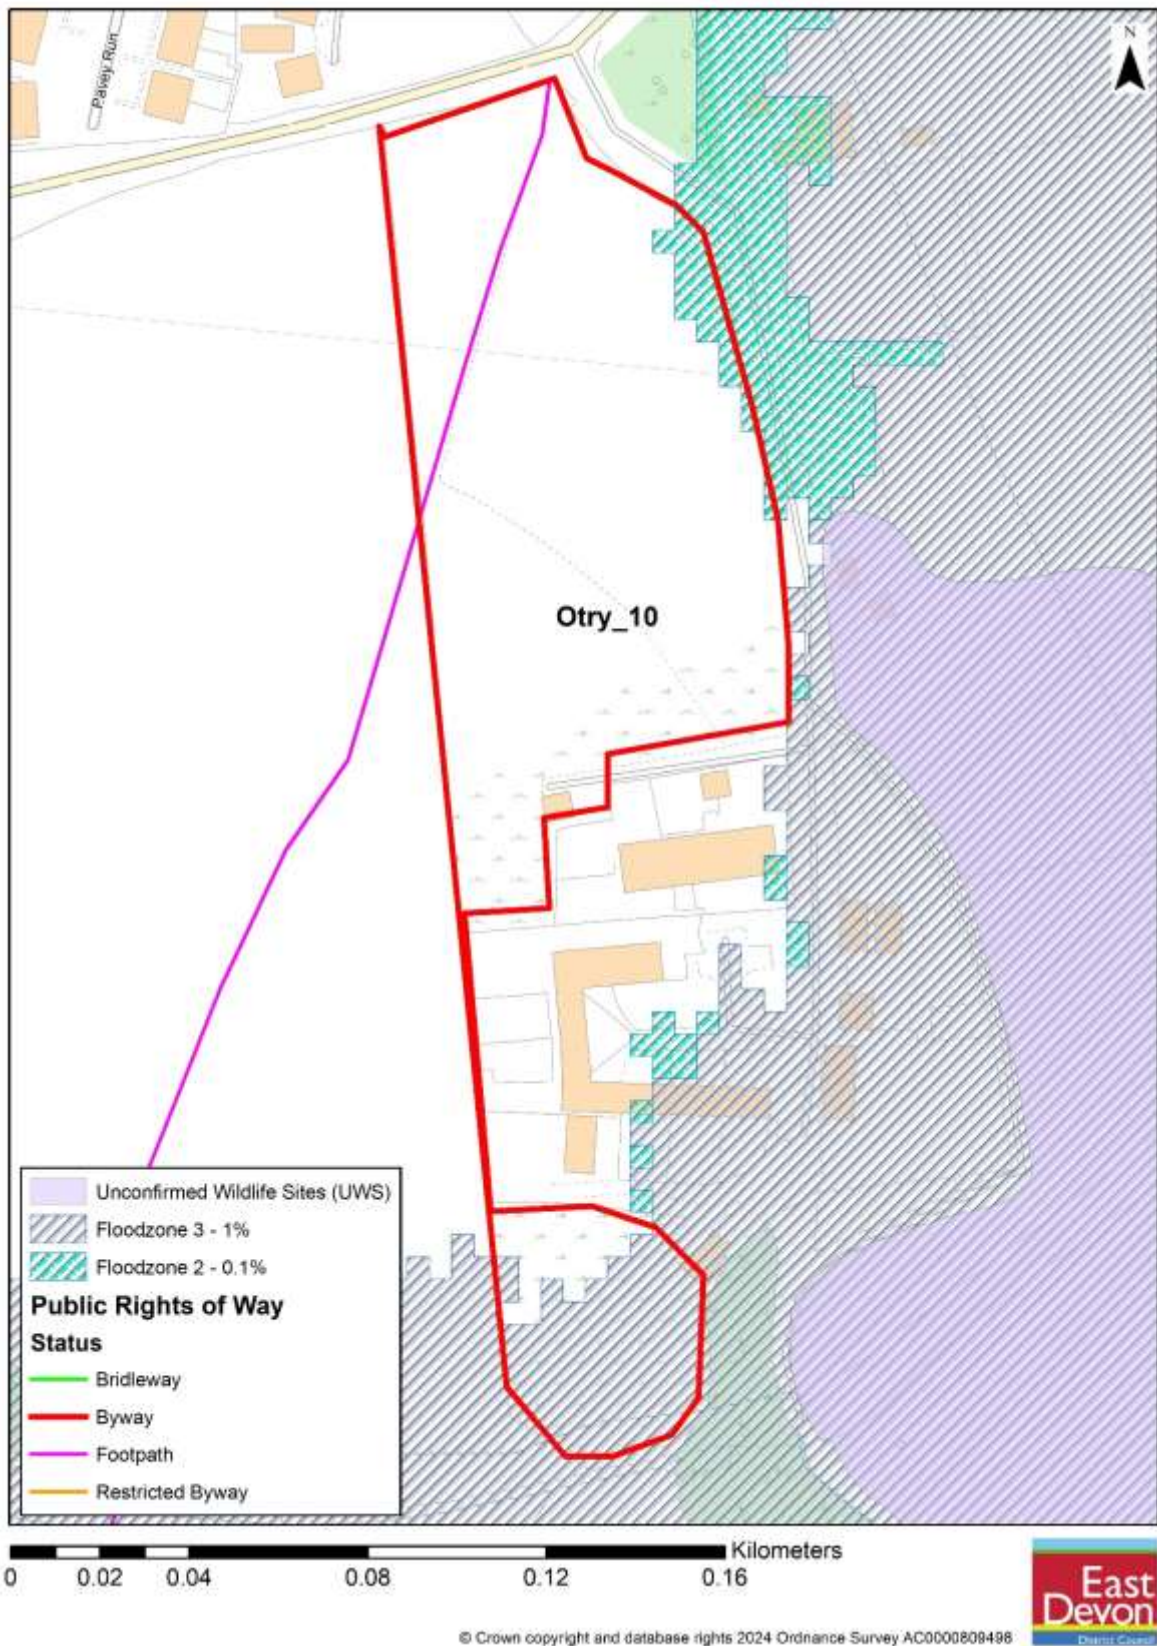 Pavey Run
N
Otry_10
Unconfirmed Wildlife Sites (UWS)
Floodzone 3 - 1%
Floodzone 2 - 0.1%
Public Rights of Way
Status
Bridleway
Byway
Footpath
Restricted Byway
Kilometers
0 0.02 0.04 0.08 0.12 0.16
East
Devon
District Council
© Crown copyright and database rights 2024 Ordnance Survey AC0000809498